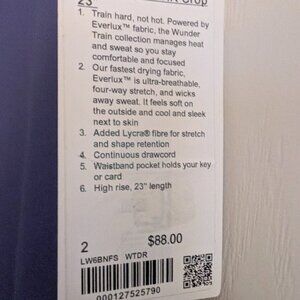 23"
1. Train hard, not hot. Powered by
Everlux™ fabric, the Wunder
Train collection manages heat
and sweat so you stay
comfortable and focused
2. Our fastest drying fabric,
Everlux™ is ultra-breathable,
four-way stretch, and wicks
away sweat. It feels soft on
the outside and cool and sleek
next to skin
3. Added Lycra® fibre for stretch
and shape retention
4. Continuous drawcord
5. Waistband pocket holds your key
or card
6. High rise, 23" length
2 $88.00
LW6BNFS WTDR
000127525790